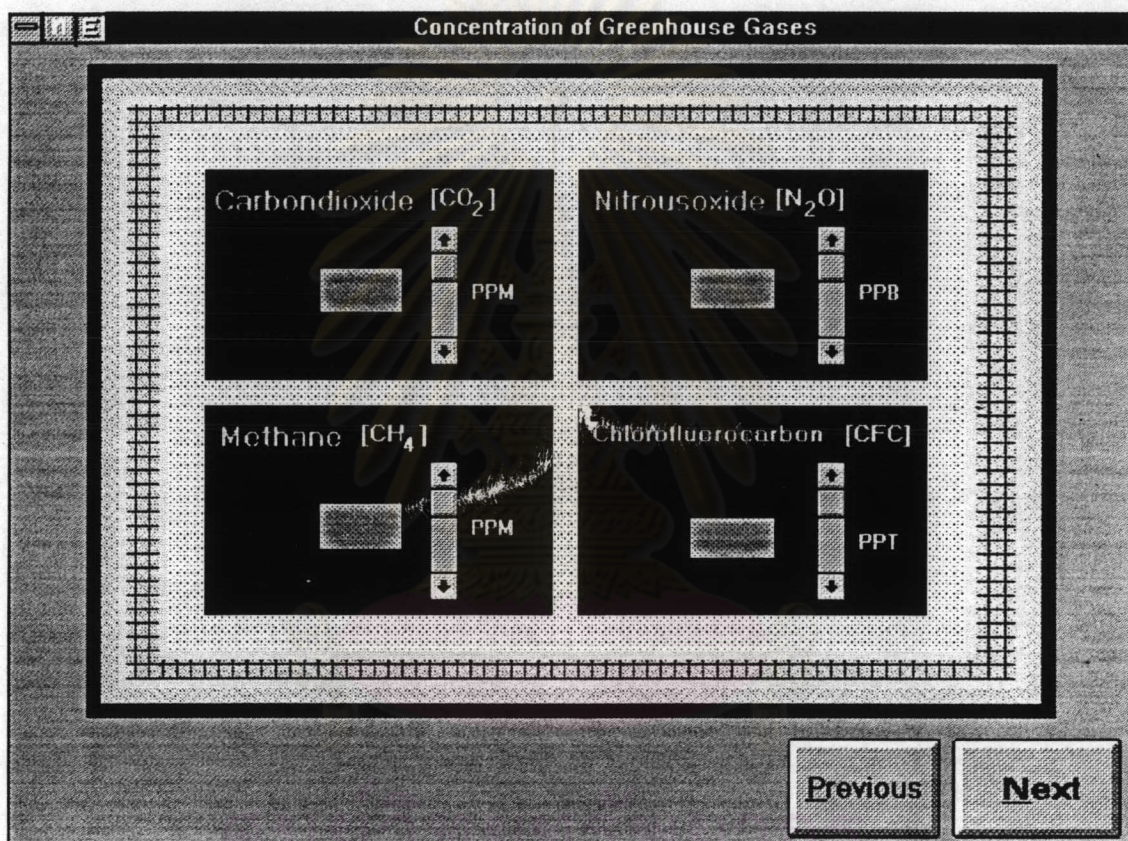 Concentration of Greenhouse Gases
Carbondioxide [CO₂]
PPM
Nitrousoxide [N₂O]
PPB
Methane [CH₄]
PPM
Chlorofluorocarbon [CFC]
PPT
Previous
Next